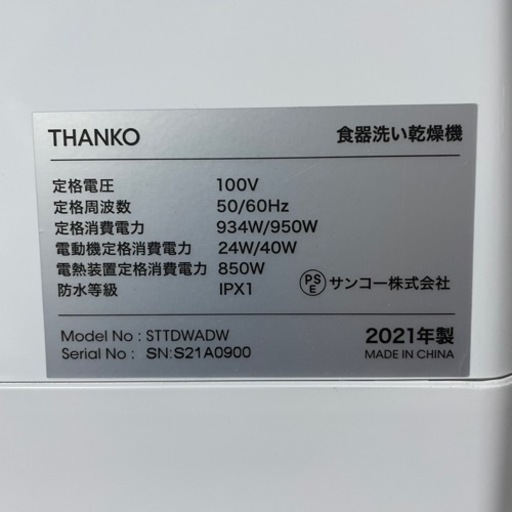 THANKO 食器洗い乾燥機
定格電圧 100V
定格周波数 50/60Hz
定格消費電力 934W/950W
電動機定格消費電力 24W/40W
電熱装置定格消費電力 850W
防水等級 IPX1 PSE サンコー株式会社
Model No : STTDWADW 2021年製
Serial No : SN:S21A0900 MADE IN CHINA